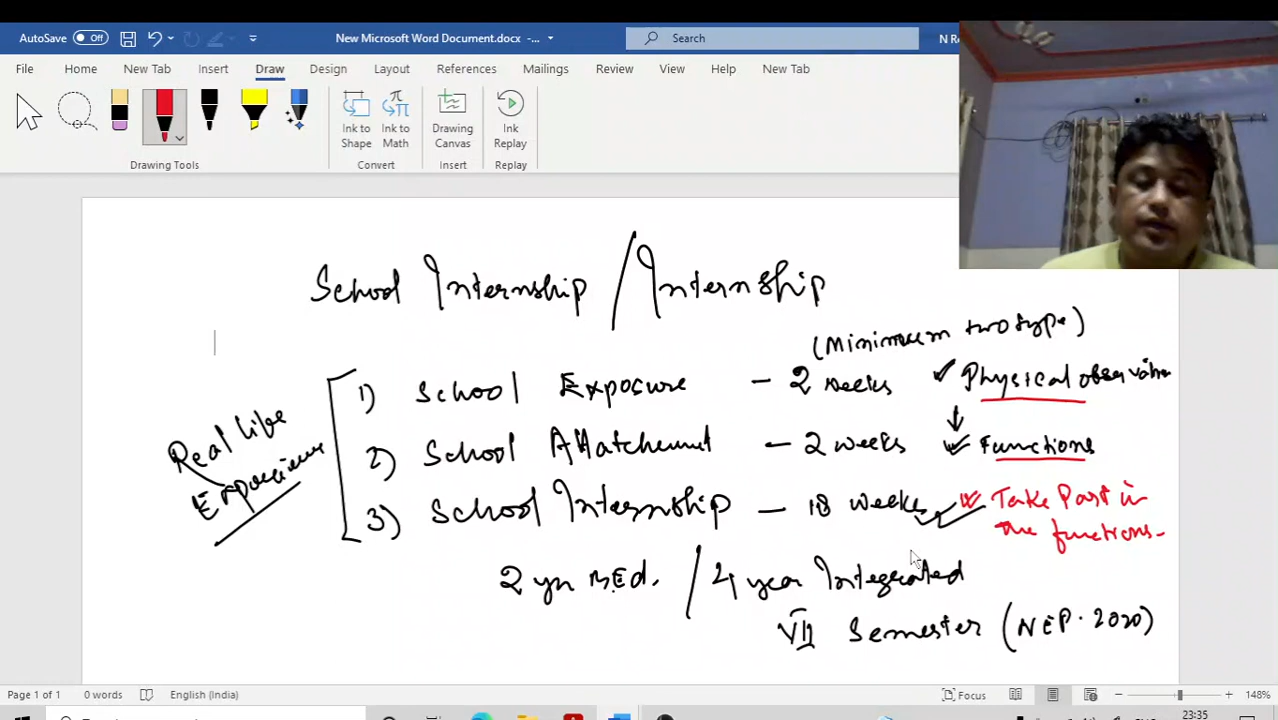 AutoSave Off New Microsoft Word Document.docx -... Search N Re
File Home New Tab Insert Draw Design Layout References Mailings Review View Help New Tab
Ink to Shape
Ink to Math
Drawing Canvas
Ink Replay
Drawing Tools Convert Insert Replay
School Internship / Internship
(Minimum two type)
1) School Exposure - 2 weeks ✓ Physical observation
Real life Experience
2) School Attatchemnt - 2 weeks ✓ Functions
3) School Internship - 18 weeks ✓ Take Part in
the functions.
2 yr B.Ed. / 4 year Integrated
VII Semester (NEP.2020)
Page 1 of 1 0 words English (India) Focus 148%
23:35